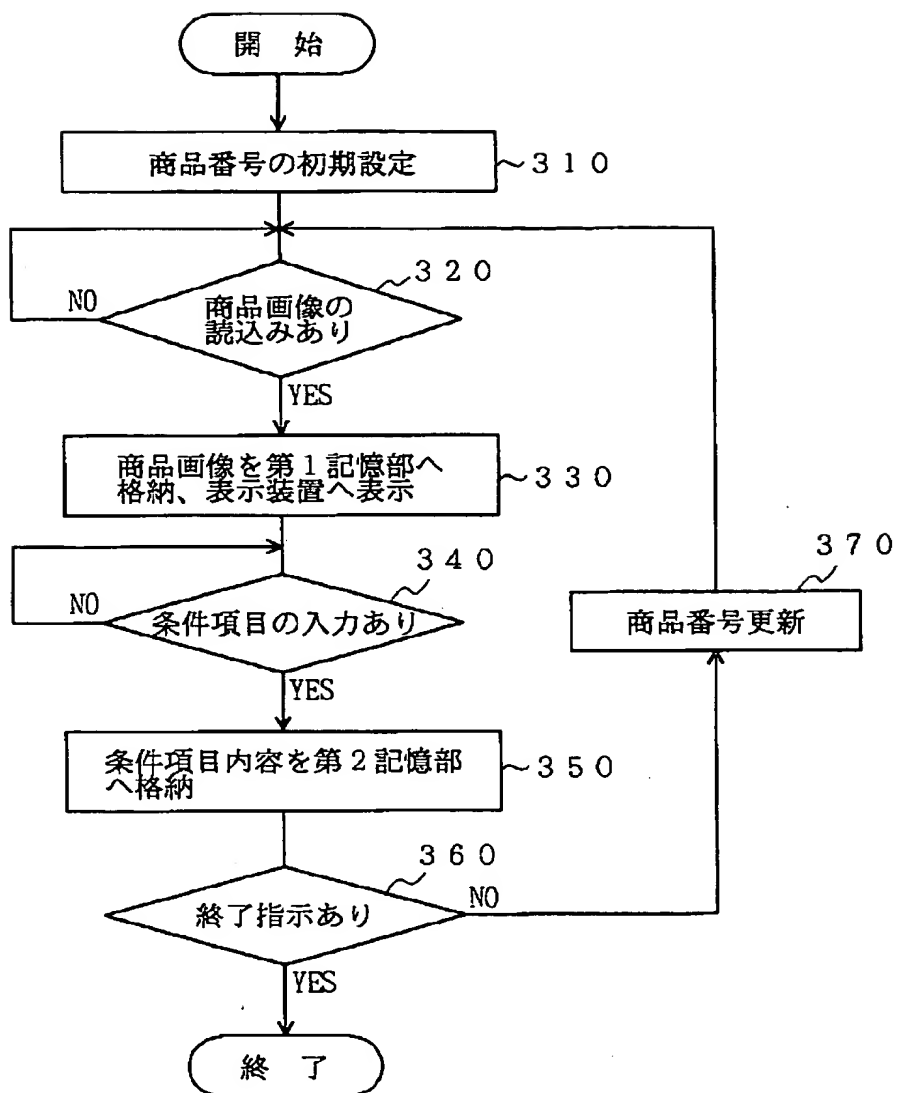 開 始
商品番号の初期設定
310
320
商品画像の
読込みあり
NO
YES
商品画像を第1記憶部へ
格納、表示装置へ表示
330
340
条件項目の入力あり
NO
YES
370
商品番号更新
条件項目内容を第2記憶部
へ格納
350
360
終了指示あり
NO
YES
終 了